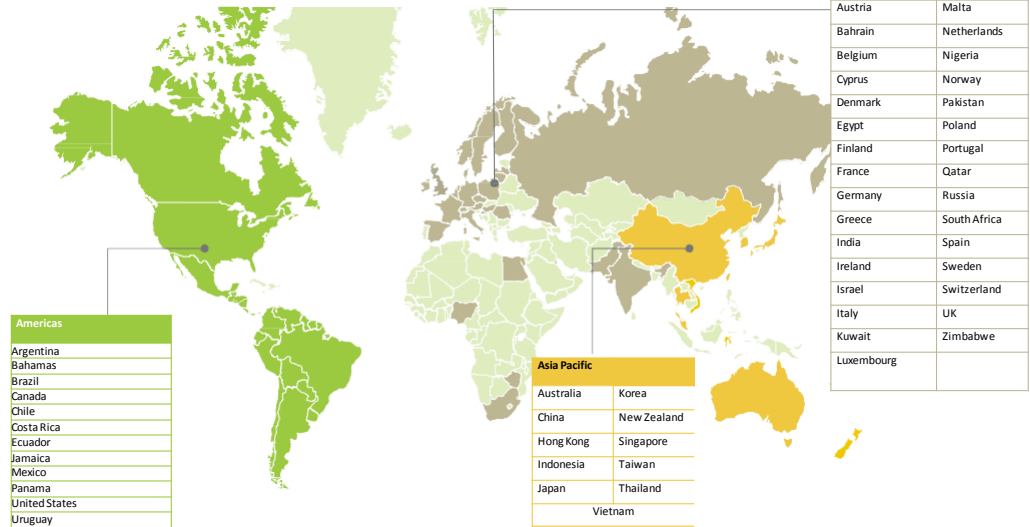 Americas
Argentina
Bahamas
Brazil
Canada
Chile
Costa Rica
Ecuador
Jamaica
Mexico
Panama
United States
Uruguay
Asia Pacific
Australia Korea
China New Zealand
Hong Kong Singapore
Indonesia Taiwan
Japan Thailand
Vietnam
Austria Malta
Bahrain Netherlands
Belgium Nigeria
Cyprus Norway
Denmark Pakistan
Egypt Poland
Finland Portugal
France Qatar
Germany Russia
Greece South Africa
India Spain
Ireland Sweden
Israel Switzerland
Italy UK
Kuwait Zimbabwe
Luxembourg